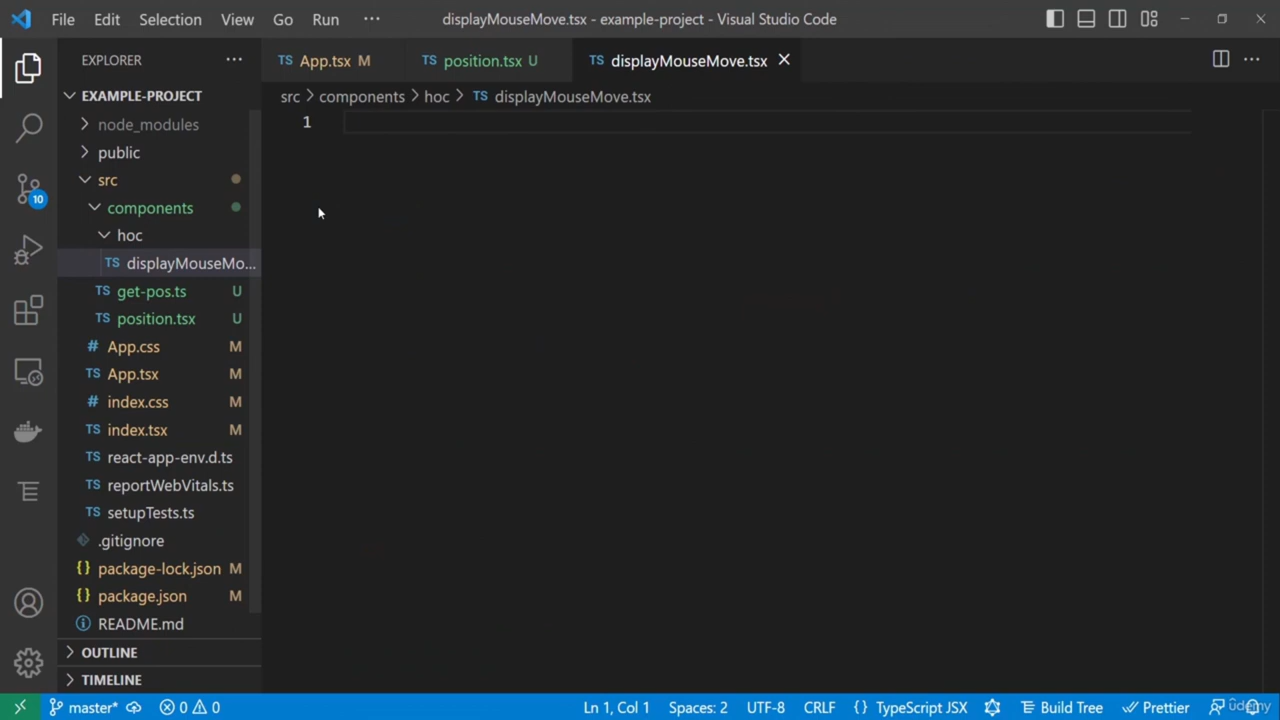 File Edit Selection View Go Run ··· displayMouseMove.tsx - example-project - Visual Studio Code
EXPLORER ···
TS App.tsx M TS position.tsx U TS displayMouseMove.tsx
EXAMPLE-PROJECT
src > components > hoc > TS displayMouseMove.tsx
1
node_modules
public
src
10
components
hoc
TS displayMouseMo...
TS get-pos.ts U
TS position.tsx U
# App.css M
TS App.tsx M
# index.css M
TS index.tsx M
TS react-app-env.d.ts
TS reportWebVitals.ts
TS setupTests.ts
.gitignore
{} package-lock.json M
{} package.json M
README.md
OUTLINE
TIMELINE
master* 0 0 Ln 1, Col 1 Spaces: 2 UTF-8 CRLF {} TypeScript JSX Build Tree Prettier
udemy